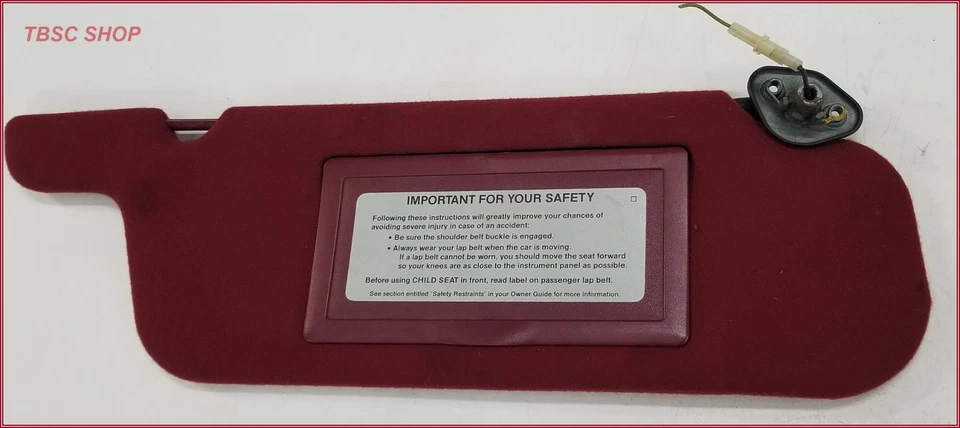 TBSC SHOP
IMPORTANT FOR YOUR SAFETY
Following these instructions will greatly improve your chances of
avoiding severe injury in case of an accident:
• Be sure the shoulder belt buckle is engaged.
• Always wear your lap belt when the car is moving.
If a lap belt cannot be worn, you should move the seat forward
so your knees are as close to the instrument panel as possible.
Before using CHILD SEAT in front, read label on passenger lap belt.
See section entitled "Safety Restraints" in your Owner Guide for more information.